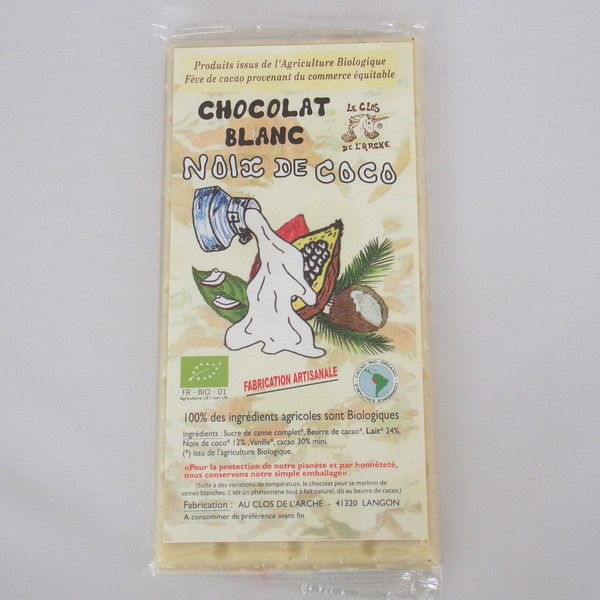 Produits issus de l'Agriculture Biologique
Fève de cacao provenant du commerce équitable
CHOCOLAT
BLANC
LE CLOS
DE L'ARCHE
NOIX DE COCO
FABRICATION ARTISANALE
FR - BIO - 01
Agriculture UE / non UE
100% des ingrédients agricoles sont Biologiques
Ingrédients : Sucre de canne complet*, Beurre de cacao*, Lait* 24%,
Noix de coco* 12% ,Vanille*, cacao 30% mini.
(*) issu de l'agriculture Biologique.
«Pour la protection de notre planète et par honnêteté,
nous conservons notre simple emballage»
(Suite à des variations de température, le chocolat peut se marbrer de
veines blanches. C'est un phénomène tout à fait naturel, dû au beurre de cacao.)
Fabrication : AU CLOS DE L'ARCHE - 41320 LANGON
A consommer de préférence avant fin